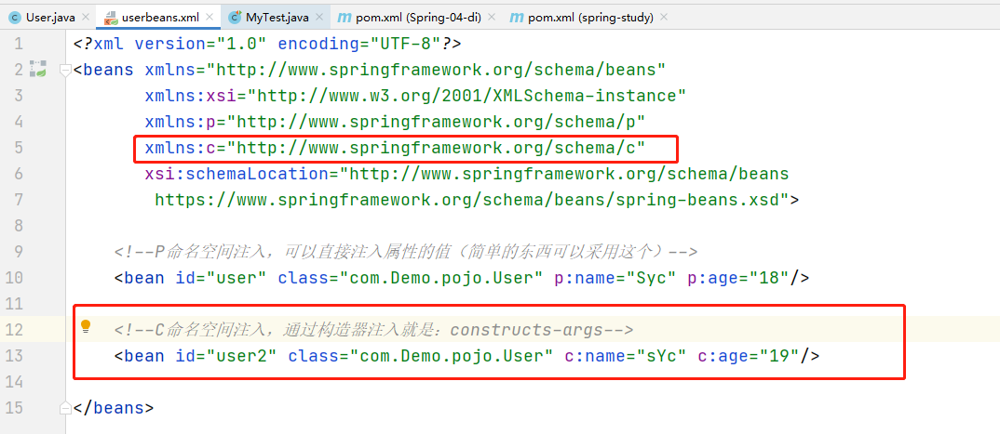 User.java userbeans.xml MyTest.java pom.xml (Spring-04-di) pom.xml (spring-study)
1 <?xml version="1.0" encoding="UTF-8"?>
2 <beans xmlns="http://www.springframework.org/schema/beans"
3 xmlns:xsi="http://www.w3.org/2001/XMLSchema-instance"
4 xmlns:p="http://www.springframework.org/schema/p"
5 xmlns:c="http://www.springframework.org/schema/c"
6 xsi:schemaLocation="http://www.springframework.org/schema/beans
7 https://www.springframework.org/schema/beans/spring-beans.xsd">
8
9 <!--P命名空间注入，可以直接注入属性的值（简单的东西可以采用这个）-->
10 <bean id="user" class="com.Demo.pojo.User" p:name="Syc" p:age="18"/>
11
12 <!--C命名空间注入，通过构造器注入就是：constructs-args-->
13 <bean id="user2" class="com.Demo.pojo.User" c:name="sYc" c:age="19"/>
14
15 </beans>